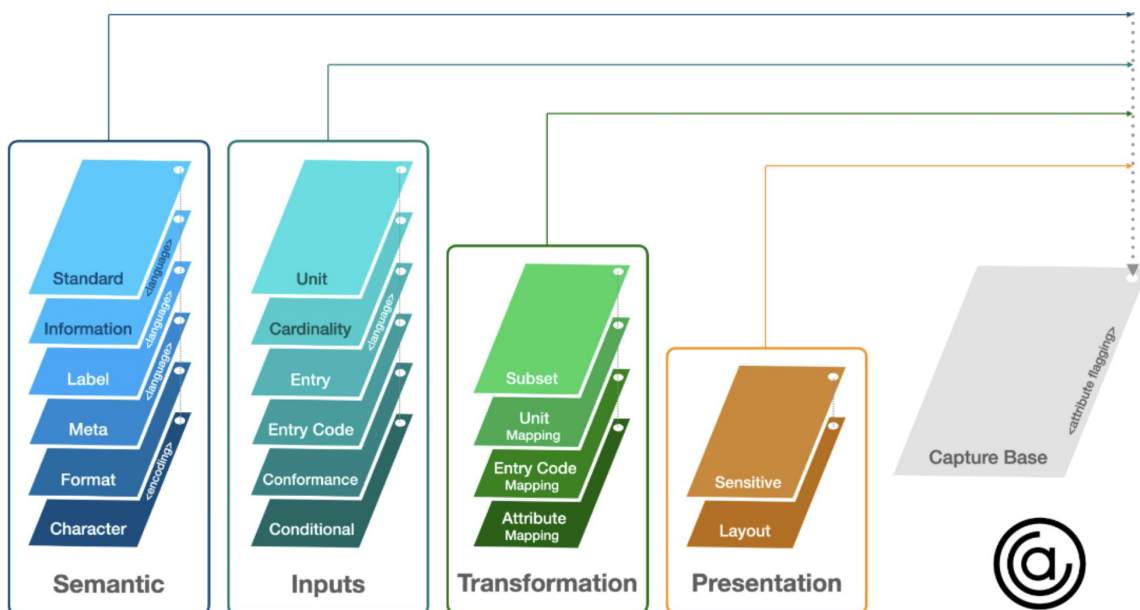 Standard
<language>
Information
<language>
Label
<language>
Meta
Format
<encoding>
Character
Semantic
Unit
Cardinality
<language>
Entry
Entry Code
Conformance
Conditional
Inputs
Subset
Unit
Mapping
Entry Code
Mapping
Attribute
Mapping
Transformation
Sensitive
Layout
Presentation
<attribute flagging>
Capture Base
a